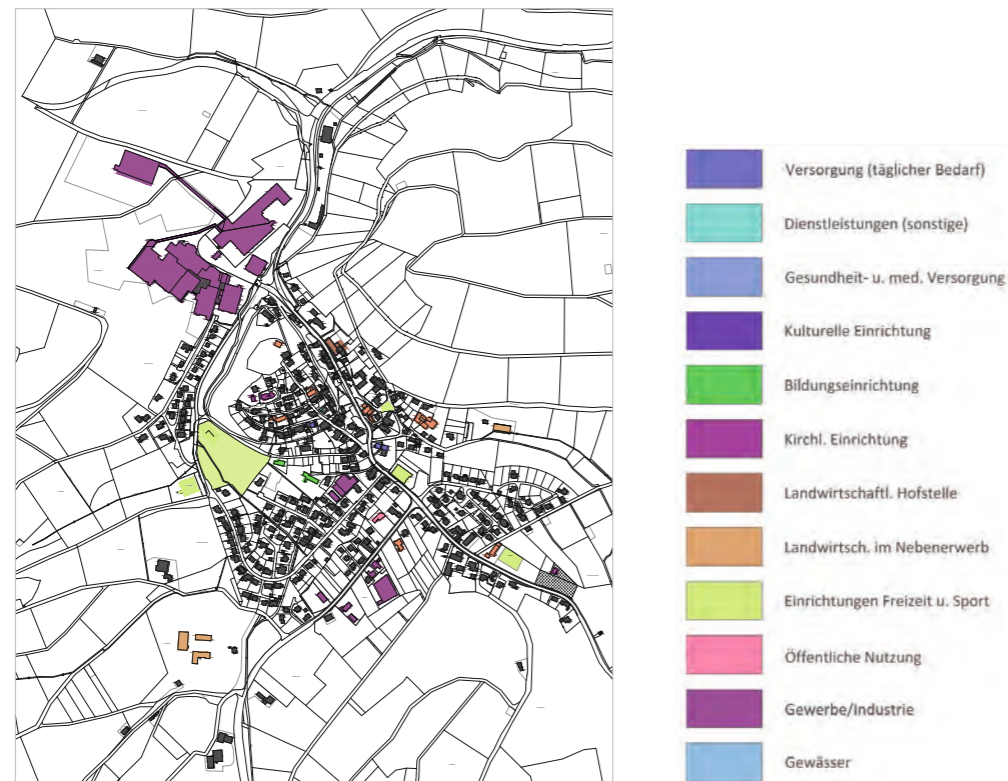 Versorgung (täglicher Bedarf)
Dienstleistungen (sonstige)
Gesundheit- u. med. Versorgung
Kulturelle Einrichtung
Bildungseinrichtung
Kirchl. Einrichtung
Landwirtschaftl. Hofstelle
Landwirtsch. im Nebenerwerb
Einrichtungen Freizeit u. Sport
Öffentliche Nutzung
Gewerbe/Industrie
Gewässer